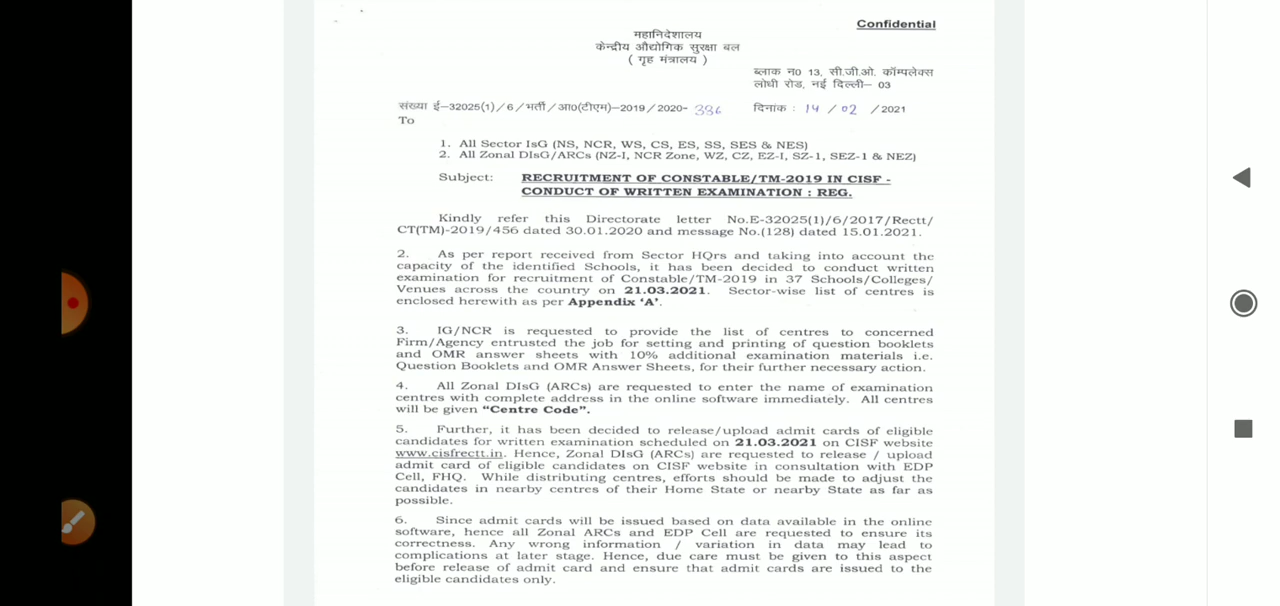 Confidential
महानिदेशालय
केन्द्रीय औद्योगिक सुरक्षा बल
( गृह मंत्रालय )
ब्लाक न0 13, सी.जी.ओ. कॉम्पलेक्स
लोधी रोड, नई दिल्ली– 03
संख्या ई–32025(1)/6/भर्ती/आ0(टीएम)–2019/2020- 386 दिनांक : 14 / 02 /2021
To
1. All Sector IsG (NS, NCR, WS, CS, ES, SS, SES & NES)
2. All Zonal DIsG/ARCs (NZ-I, NCR Zone, WZ, CZ, EZ-I, SZ-1, SEZ-1 & NEZ)
Subject: RECRUITMENT OF CONSTABLE/TM-2019 IN CISF -
CONDUCT OF WRITTEN EXAMINATION : REG.
Kindly refer this Directorate letter No.E-32025(1)/6/2017/Rectt/
CT(TM)-2019/456 dated 30.01.2020 and message No.(128) dated 15.01.2021.
2. As per report received from Sector HQrs and taking into account the
capacity of the identified Schools, it has been decided to conduct written
examination for recruitment of Constable/TM-2019 in 37 Schools/Colleges/
Venues across the country on 21.03.2021. Sector-wise list of centres is
enclosed herewith as per Appendix ‘A’.
3. IG/NCR is requested to provide the list of centres to concerned
Firm/Agency entrusted the job for setting and printing of question booklets
and OMR answer sheets with 10% additional examination materials i.e.
Question Booklets and OMR Answer Sheets, for their further necessary action.
4. All Zonal DIsG (ARCs) are requested to enter the name of examination
centres with complete address in the online software immediately. All centres
will be given “Centre Code”.
5. Further, it has been decided to release/upload admit cards of eligible
candidates for written examination scheduled on 21.03.2021 on CISF website
www.cisfrectt.in. Hence, Zonal DIsG (ARCs) are requested to release / upload
admit card of eligible candidates on CISF website in consultation with EDP
Cell, FHQ. While distributing centres, efforts should be made to adjust the
candidates in nearby centres of their Home State or nearby State as far as
possible.
6. Since admit cards will be issued based on data available in the online
software, hence all Zonal ARCs and EDP Cell are requested to ensure its
correctness. Any wrong information / variation in data may lead to
complications at later stage. Hence, due care must be given to this aspect
before release of admit card and ensure that admit cards are issued to the
eligible candidates only.